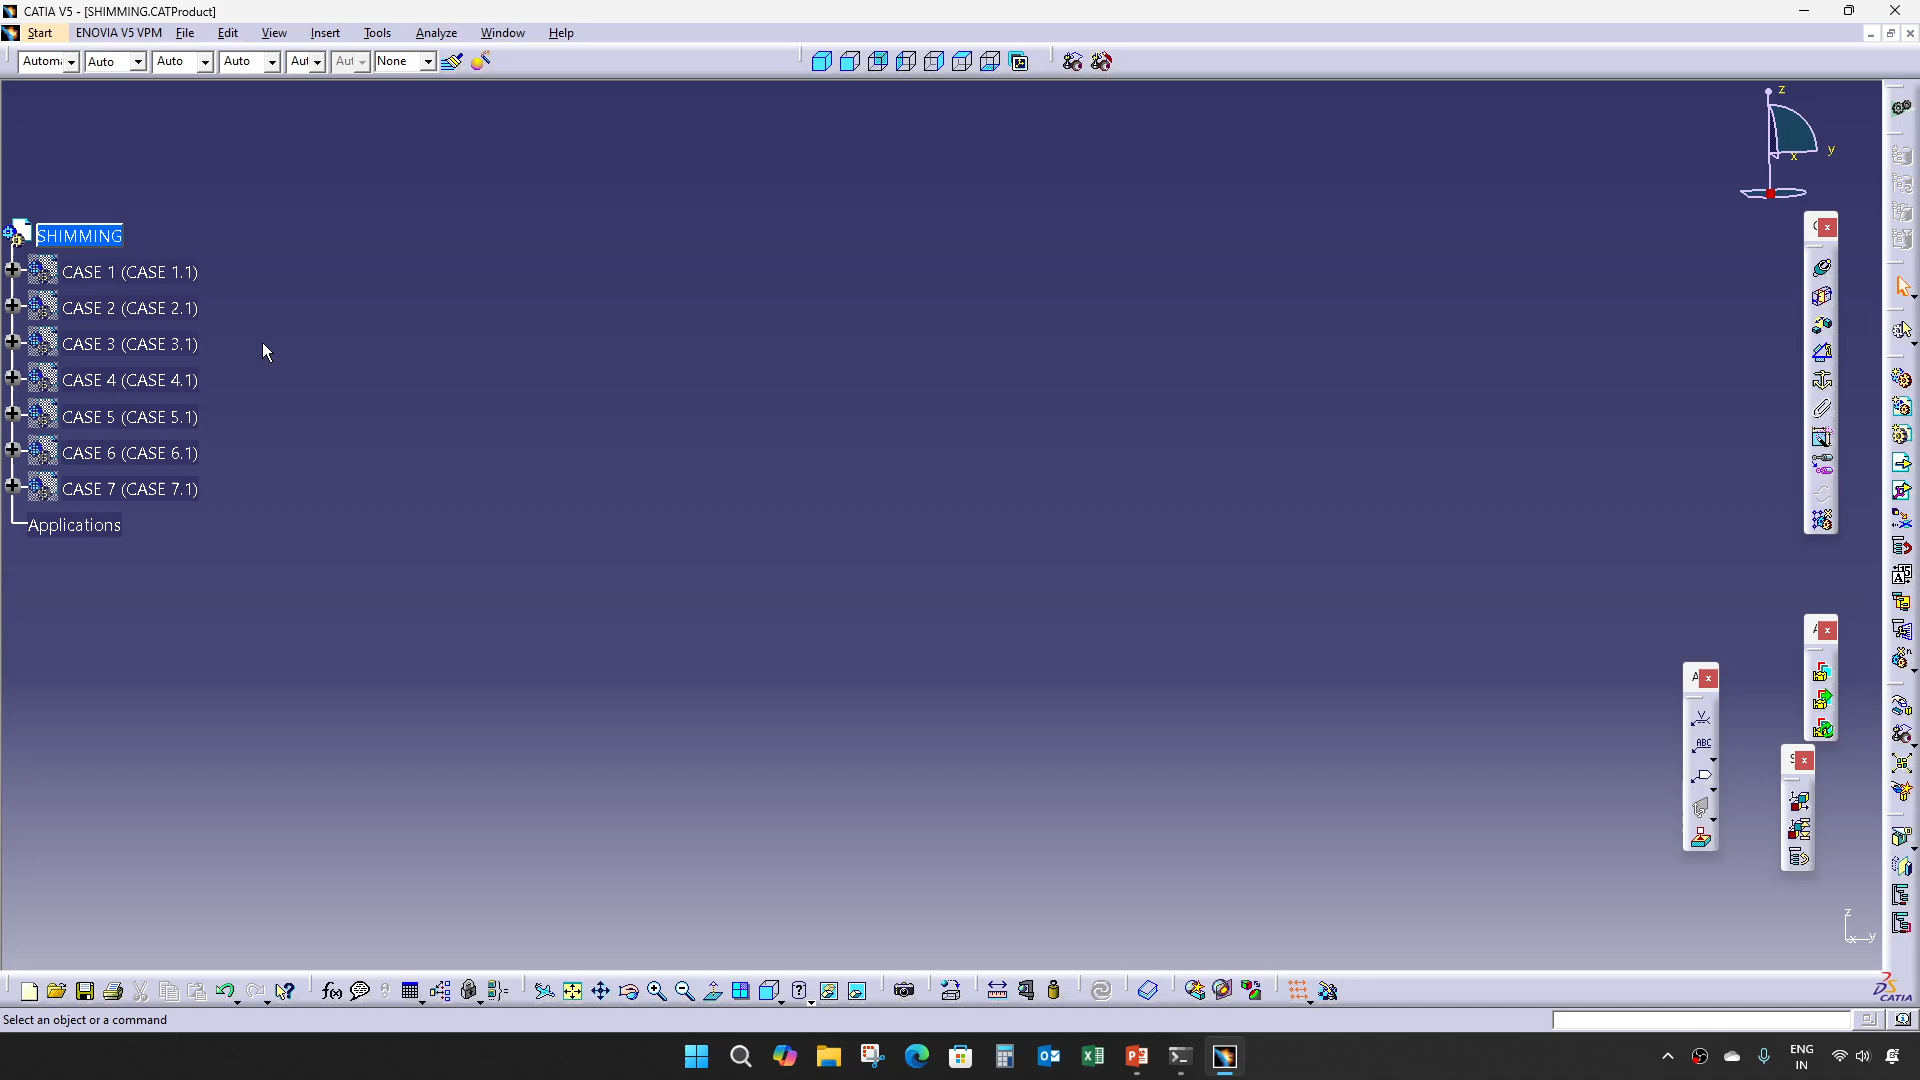 CATIA V5 - [SHIMMING.CATProduct]
Start ENOVIA V5 VPM File Edit View Insert Tools Analyze Window Help
Auto Auto Auto None
z
y
x
SHIMMING
CASE 1 (CASE 1.1)
CASE 2 (CASE 2.1)
CASE 3 (CASE 3.1)
CASE 4 (CASE 4.1)
CASE 5 (CASE 5.1)
CASE 6 (CASE 6.1)
CASE 7 (CASE 7.1)
Applications
ABC
z
x y
CATIA
Select an object or a command
ENG
IN